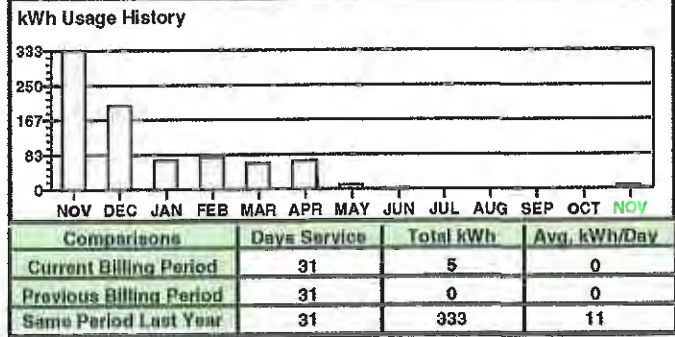 kWh Usage History
333
250
167
83
0
NOV DEC JAN FEB MAR APR MAY JUN JUL AUG SEP OCT NOV
Comparisons Days Service Total kWh Avg. kWh/Day
Current Billing Period 31 5 0
Previous Billing Period 31 0 0
Same Period Last Year 31 333 11